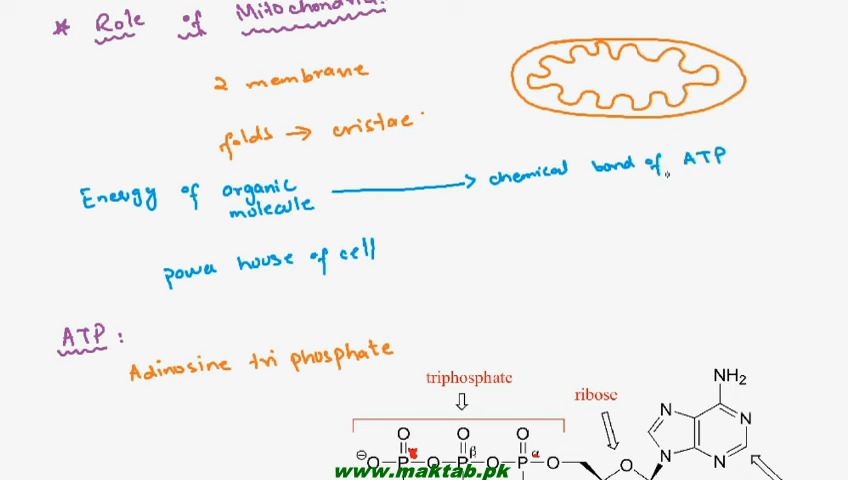 * Role of Mitochondria:
2 membrane
folds → cristae
Energy of organic molecule → chemical bond of ATP
power house of cell
ATP :
Adinosine tri phosphate
triphosphate
ribose
NH₂
N N
N N
O O O
⊖O P γ O P β O P α O O
www.maktab.pk